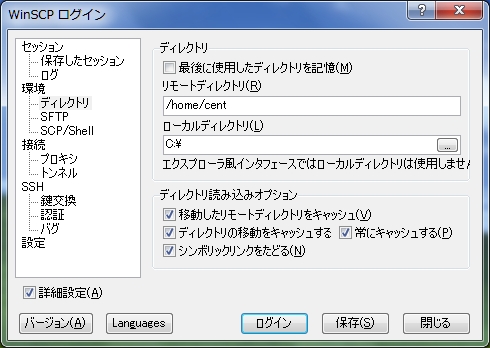 WinSCP ログイン
セッション
保存したセッション
ログ
環境
ディレクトリ
SFTP
SCP/Shell
接続
プロキシ
トンネル
SSH
鍵交換
認証
バグ
設定
ディレクトリ
最後に使用したディレクトリを記憶(M)
リモートディレクトリ(R)
/home/cent
ローカルディレクトリ(L)
C:¥
...
エクスプローラ風インタフェースではローカルディレクトリは使用しません
ディレクトリ読み込みオプション
移動したリモートディレクトリをキャッシュ(V)
ディレクトリの移動をキャッシュする 常にキャッシュする(P)
シンボリックリンクをたどる(N)
詳細設定(A)
バージョン(A) Languages ログイン 保存(S) 閉じる